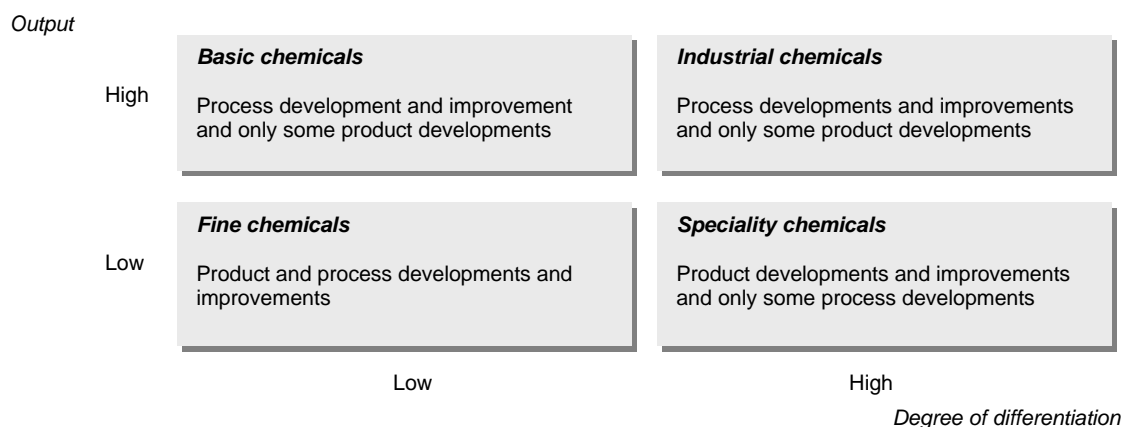 Output
High
Basic chemicals
Process development and improvement
and only some product developments
Industrial chemicals
Process developments and improvements
and only some product developments
Low
Fine chemicals
Product and process developments and
improvements
Speciality chemicals
Product developments and improvements
and only some process developments
Low
High
Degree of differentiation